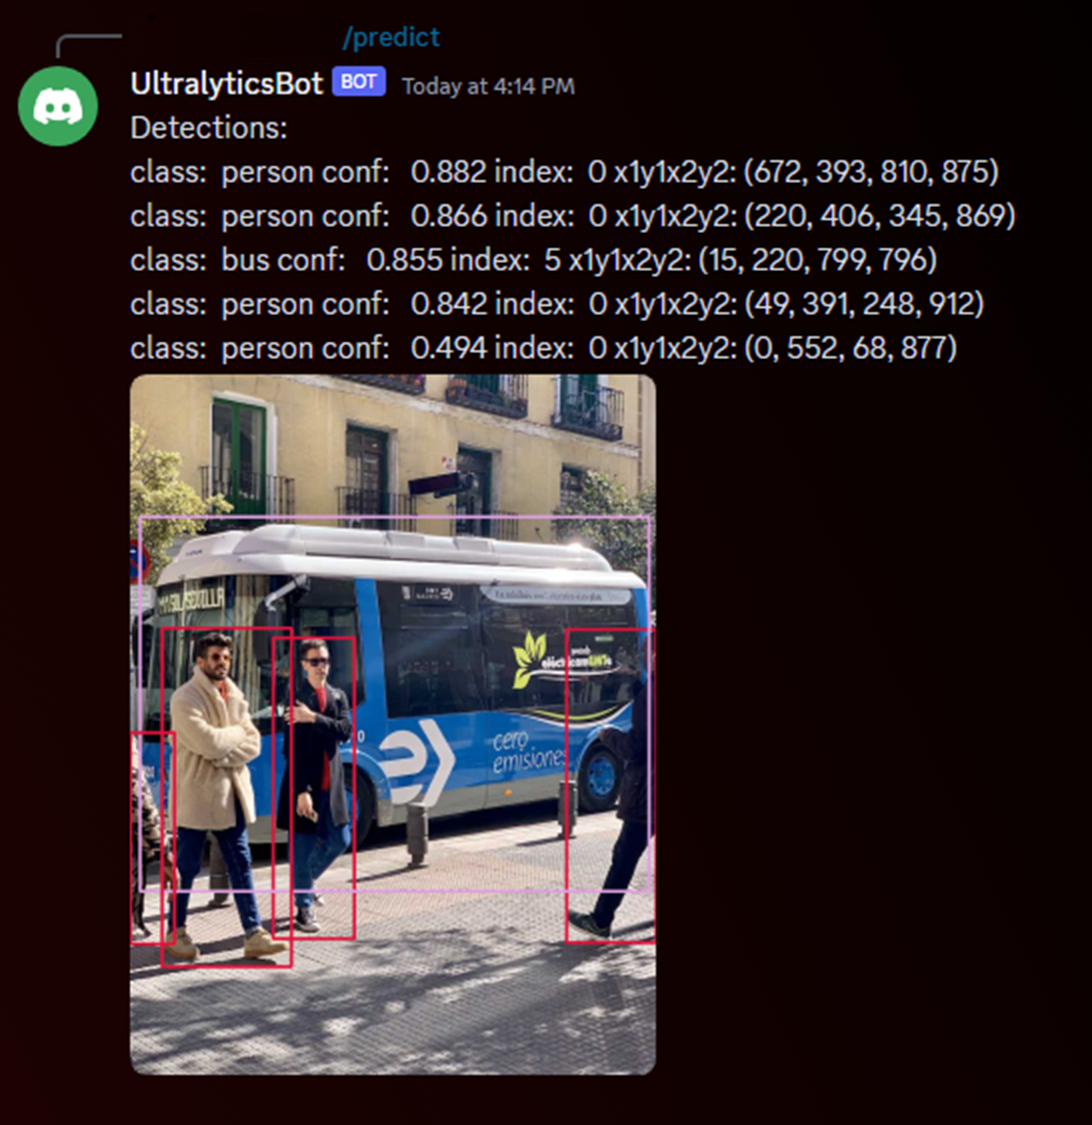 /predict
UltralyticsBot BOT Today at 4:14 PM
Detections:
class: person conf: 0.882 index: 0 x1y1x2y2: (672, 393, 810, 875)
class: person conf: 0.866 index: 0 x1y1x2y2: (220, 406, 345, 869)
class: bus conf: 0.855 index: 5 x1y1x2y2: (15, 220, 799, 796)
class: person conf: 0.842 index: 0 x1y1x2y2: (49, 391, 248, 912)
class: person conf: 0.494 index: 0 x1y1x2y2: (0, 552, 68, 877)
cero
emisiones